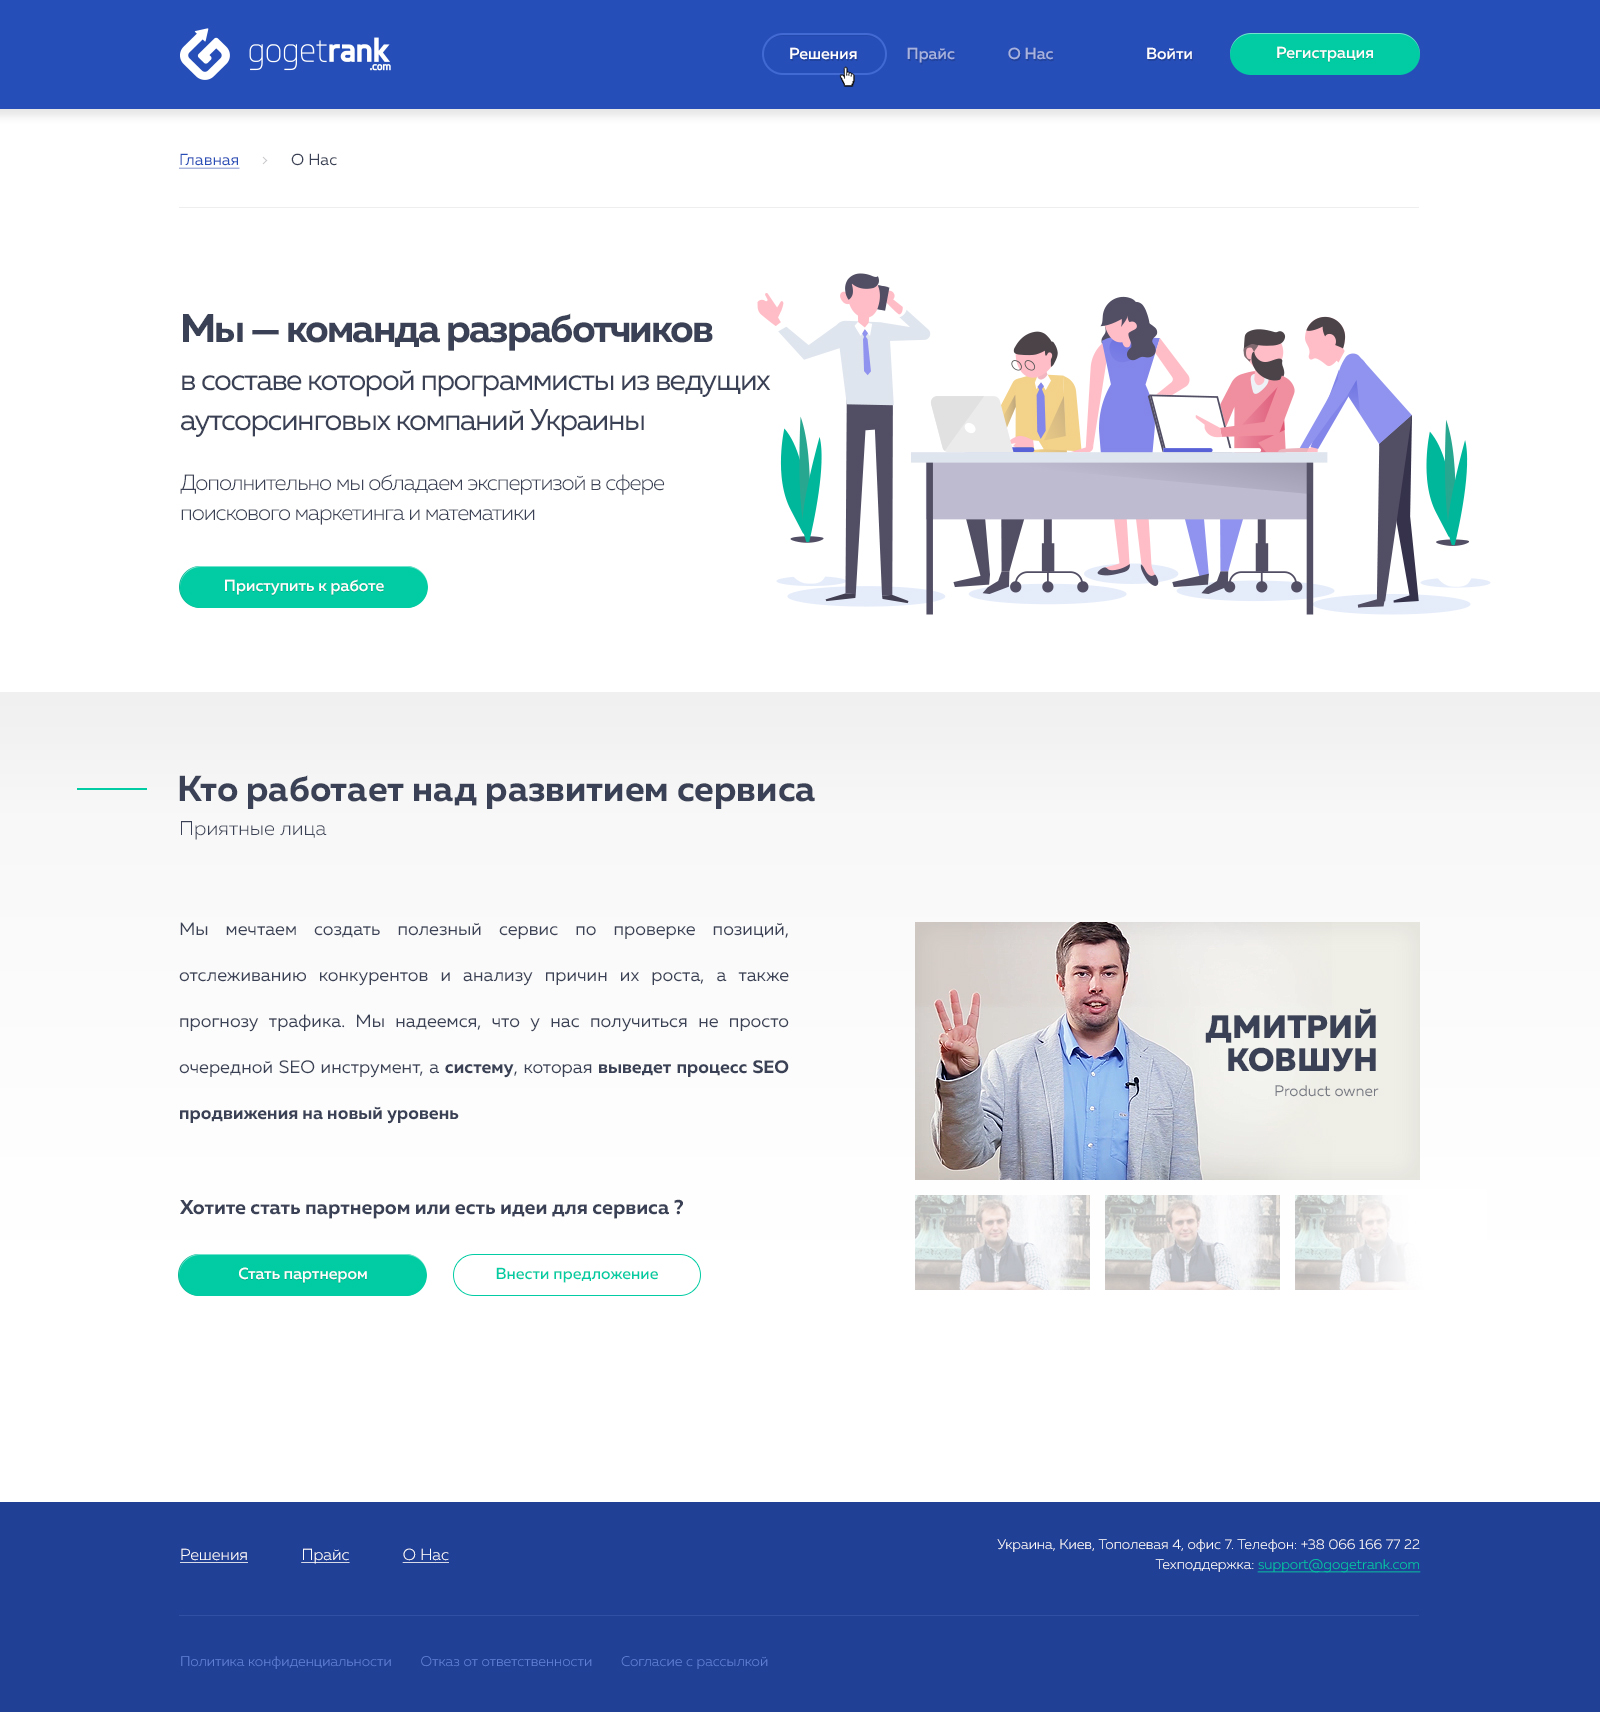 gogetrank
.com
Решения
Прайс
О Нас
Войти
Регистрация
Главная > О Нас
Мы — команда разработчиков
в составе которой программисты из ведущих
аутсорсинговых компаний Украины
Дополнительно мы обладаем экспертизой в сфере
поискового маркетинга и математики
Приступить к работе
Кто работает над развитием сервиса
Приятные лица
Мы мечтаем создать полезный сервис по проверке позиций,
отслеживанию конкурентов и анализу причин их роста, а также
прогнозу трафика. Мы надеемся, что у нас получиться не просто
очередной SEO инструмент, а систему, которая выведет процесс SEO
продвижения на новый уровень
ДМИТРИЙ
КОВШУН
Product owner
Хотите стать партнером или есть идеи для сервиса ?
Стать партнером
Внести предложение
Решения
Прайс
О Нас
Украина, Киев, Тополевая 4, офис 7. Телефон: +38 066 166 77 22
Техподдержка: support@gogetrank.com
Политика конфиденциальности
Отказ от ответственности
Согласие с рассылкой